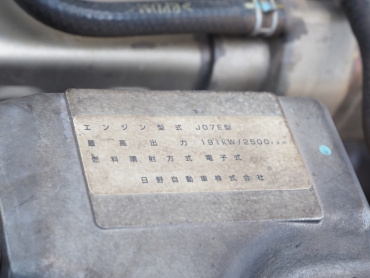 エンジン型式 J07E型
最高出力 191kW/2500
燃料噴射方式 電子式
日野自動車株式会社